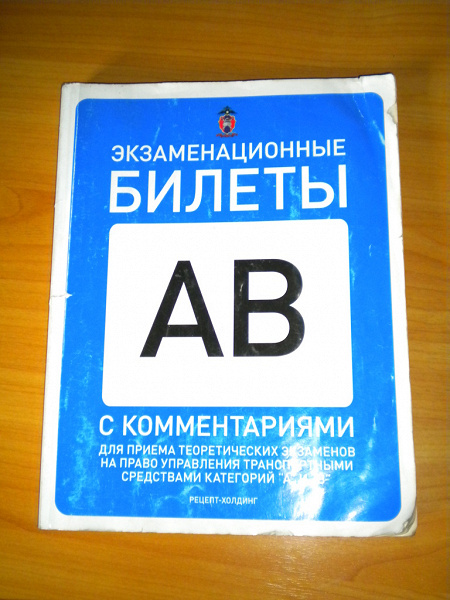 ЭКЗАМЕНАЦИОННЫЕ
БИЛЕТЫ
АВ
С КОММЕНТАРИЯМИ
ДЛЯ ПРИЕМА ТЕОРЕТИЧЕСКИХ ЭКЗАМЕНОВ
НА ПРАВО УПРАВЛЕНИЯ ТРАНСПОРТНЫМИ
СРЕДСТВАМИ КАТЕГОРИЙ "А" И "В"
РЕЦЕПТ-ХОЛДИНГ